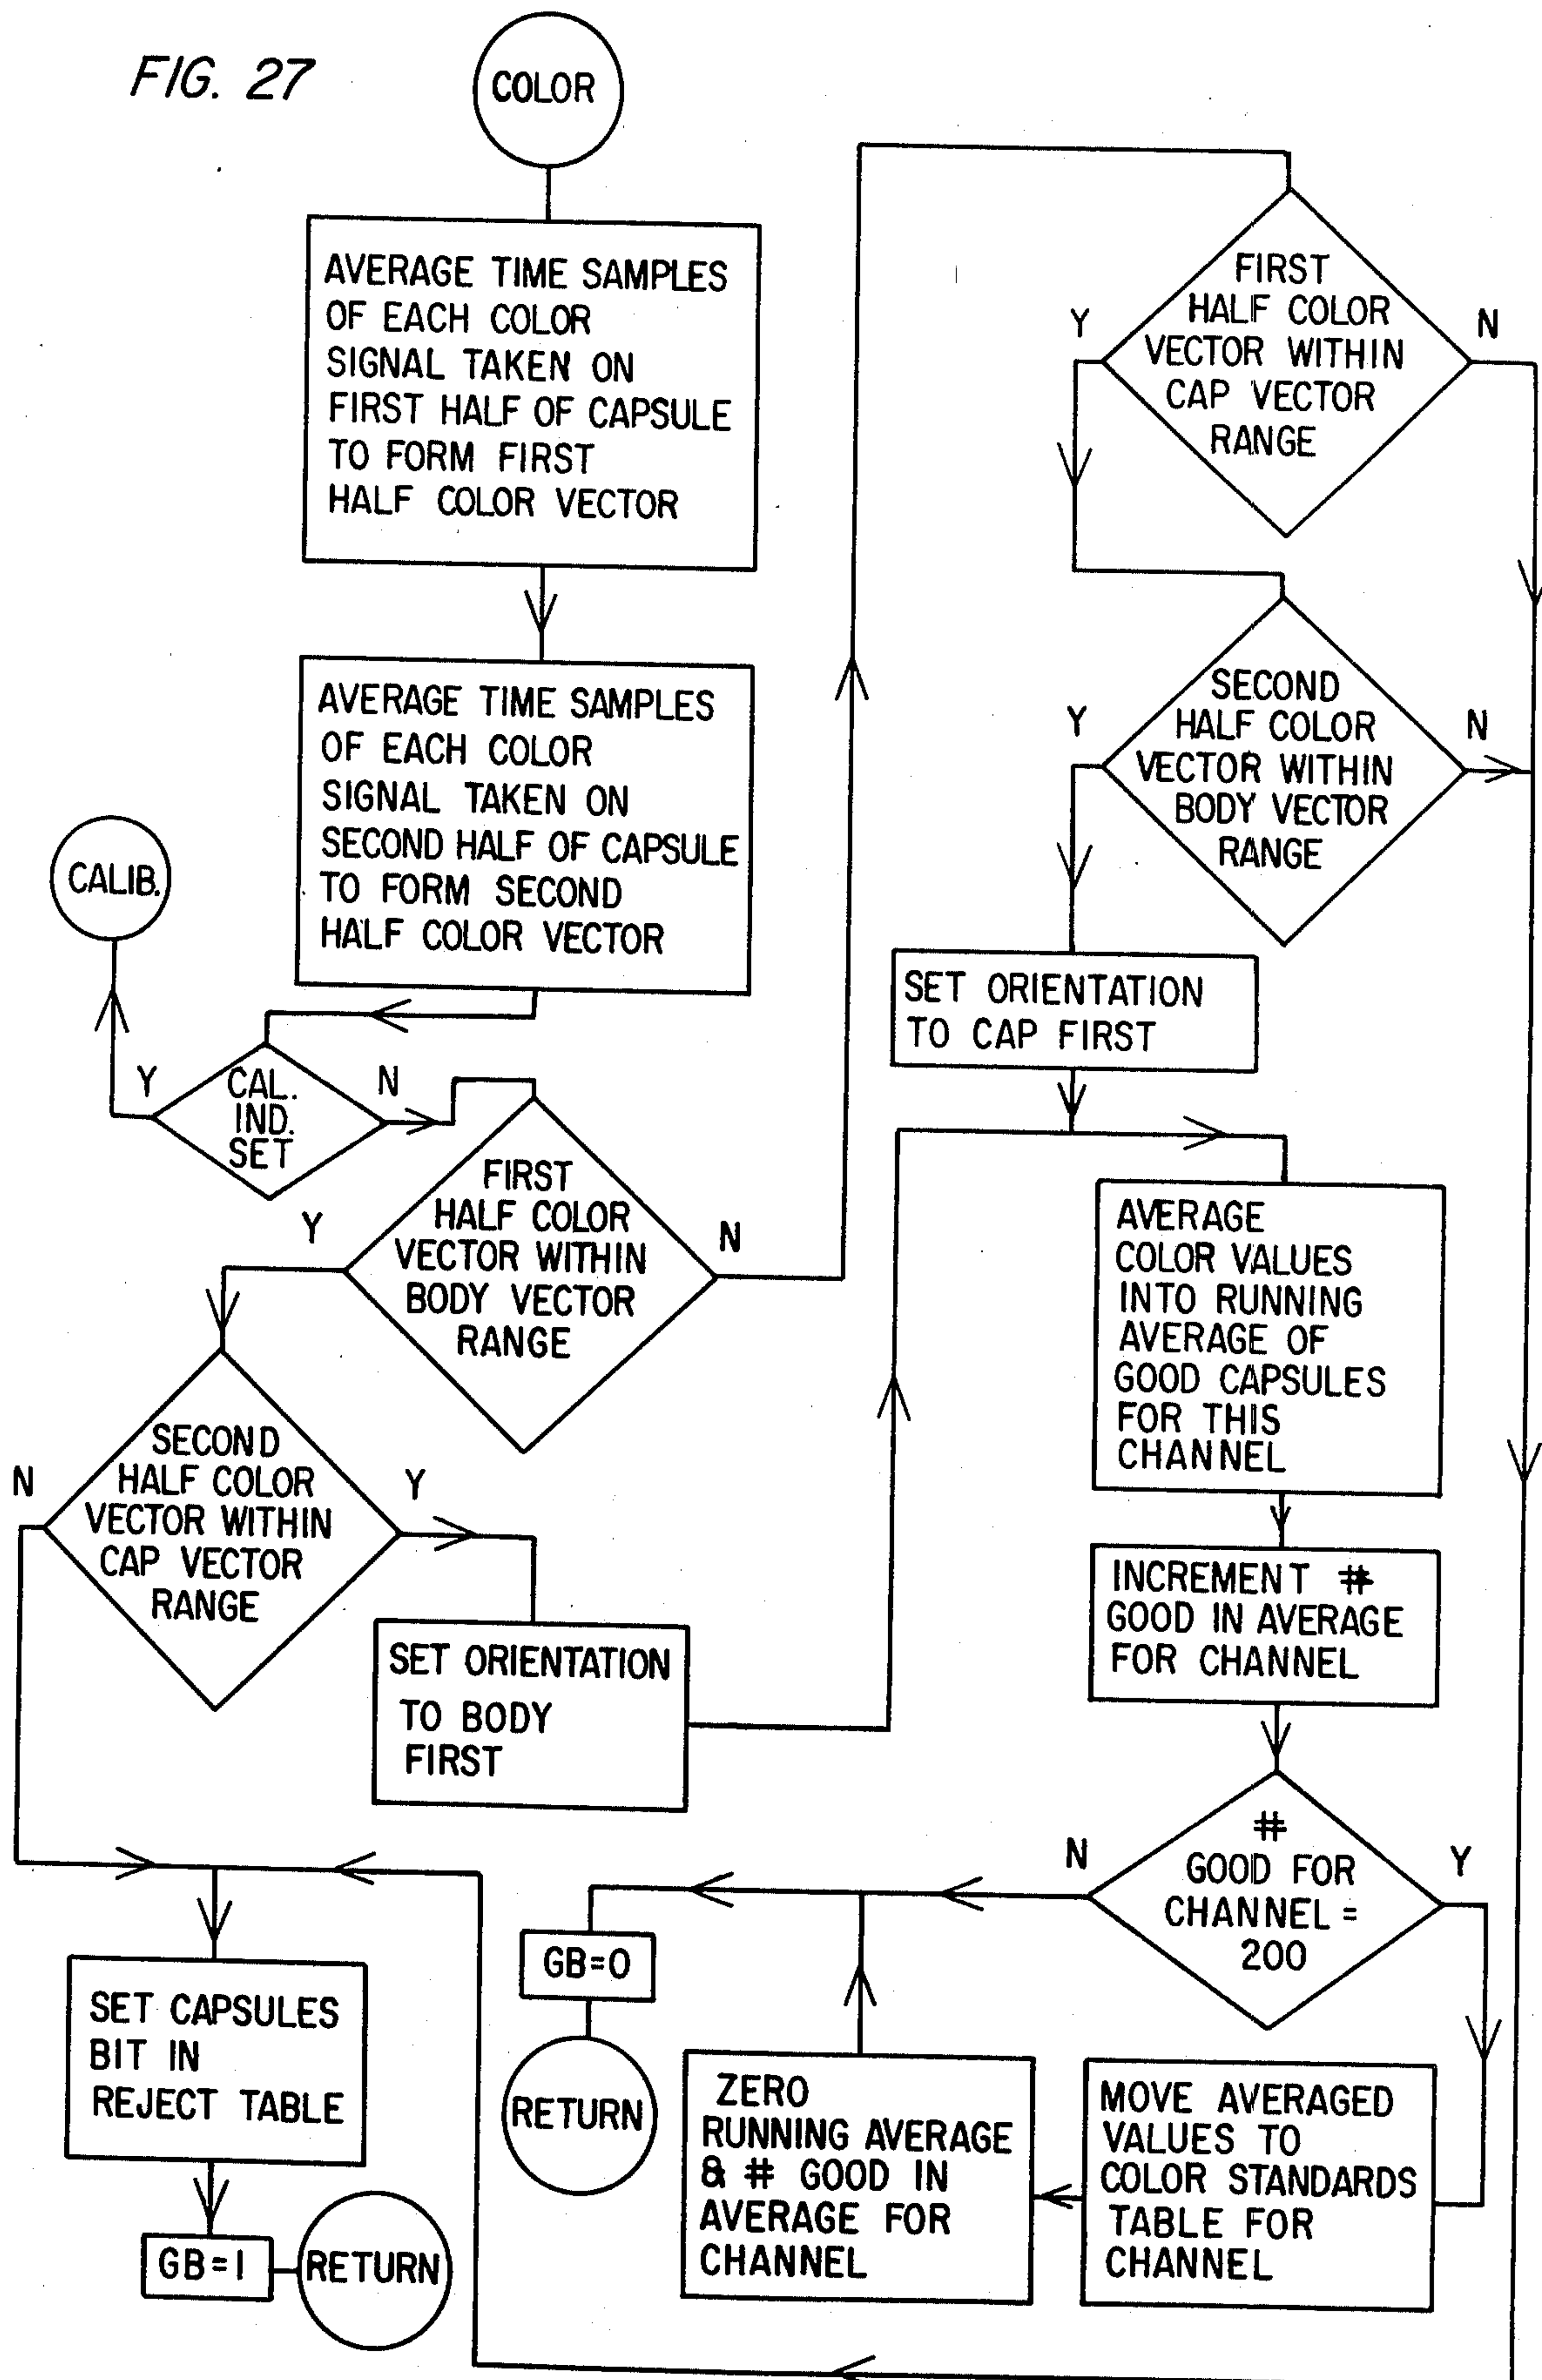 FIG. 27
COLOR
AVERAGE TIME SAMPLES
OF EACH COLOR
SIGNAL TAKEN ON
FIRST HALF OF CAPSULE
TO FORM FIRST
HALF COLOR VECTOR
AVERAGE TIME SAMPLES
OF EACH COLOR
SIGNAL TAKEN ON
SECOND HALF OF CAPSULE
TO FORM SECOND
HALF COLOR VECTOR
CALIB.
Y
CAL.
IND.
SET
N
Y
FIRST
HALF COLOR
VECTOR WITHIN
BODY VECTOR
RANGE
N
N
SECOND
HALF COLOR
VECTOR WITHIN
CAP VECTOR
RANGE
Y
SET ORIENTATION
TO BODY
FIRST
SET CAPSULES
BIT IN
REJECT TABLE
GB=1
RETURN
Y
FIRST
HALF COLOR
VECTOR WITHIN
CAP VECTOR
RANGE
N
Y
SECOND
HALF COLOR
VECTOR WITHIN
BODY VECTOR
RANGE
N
SET ORIENTATION
TO CAP FIRST
AVERAGE
COLOR VALUES
INTO RUNNING
AVERAGE OF
GOOD CAPSULES
FOR THIS
CHANNEL
INCREMENT #
GOOD IN AVERAGE
FOR CHANNEL
N
#
GOOD FOR
CHANNEL =
200
Y
GB=0
RETURN
ZERO
RUNNING AVERAGE
& # GOOD IN
AVERAGE FOR
CHANNEL
MOVE AVERAGED
VALUES TO
COLOR STANDARDS
TABLE FOR
CHANNEL